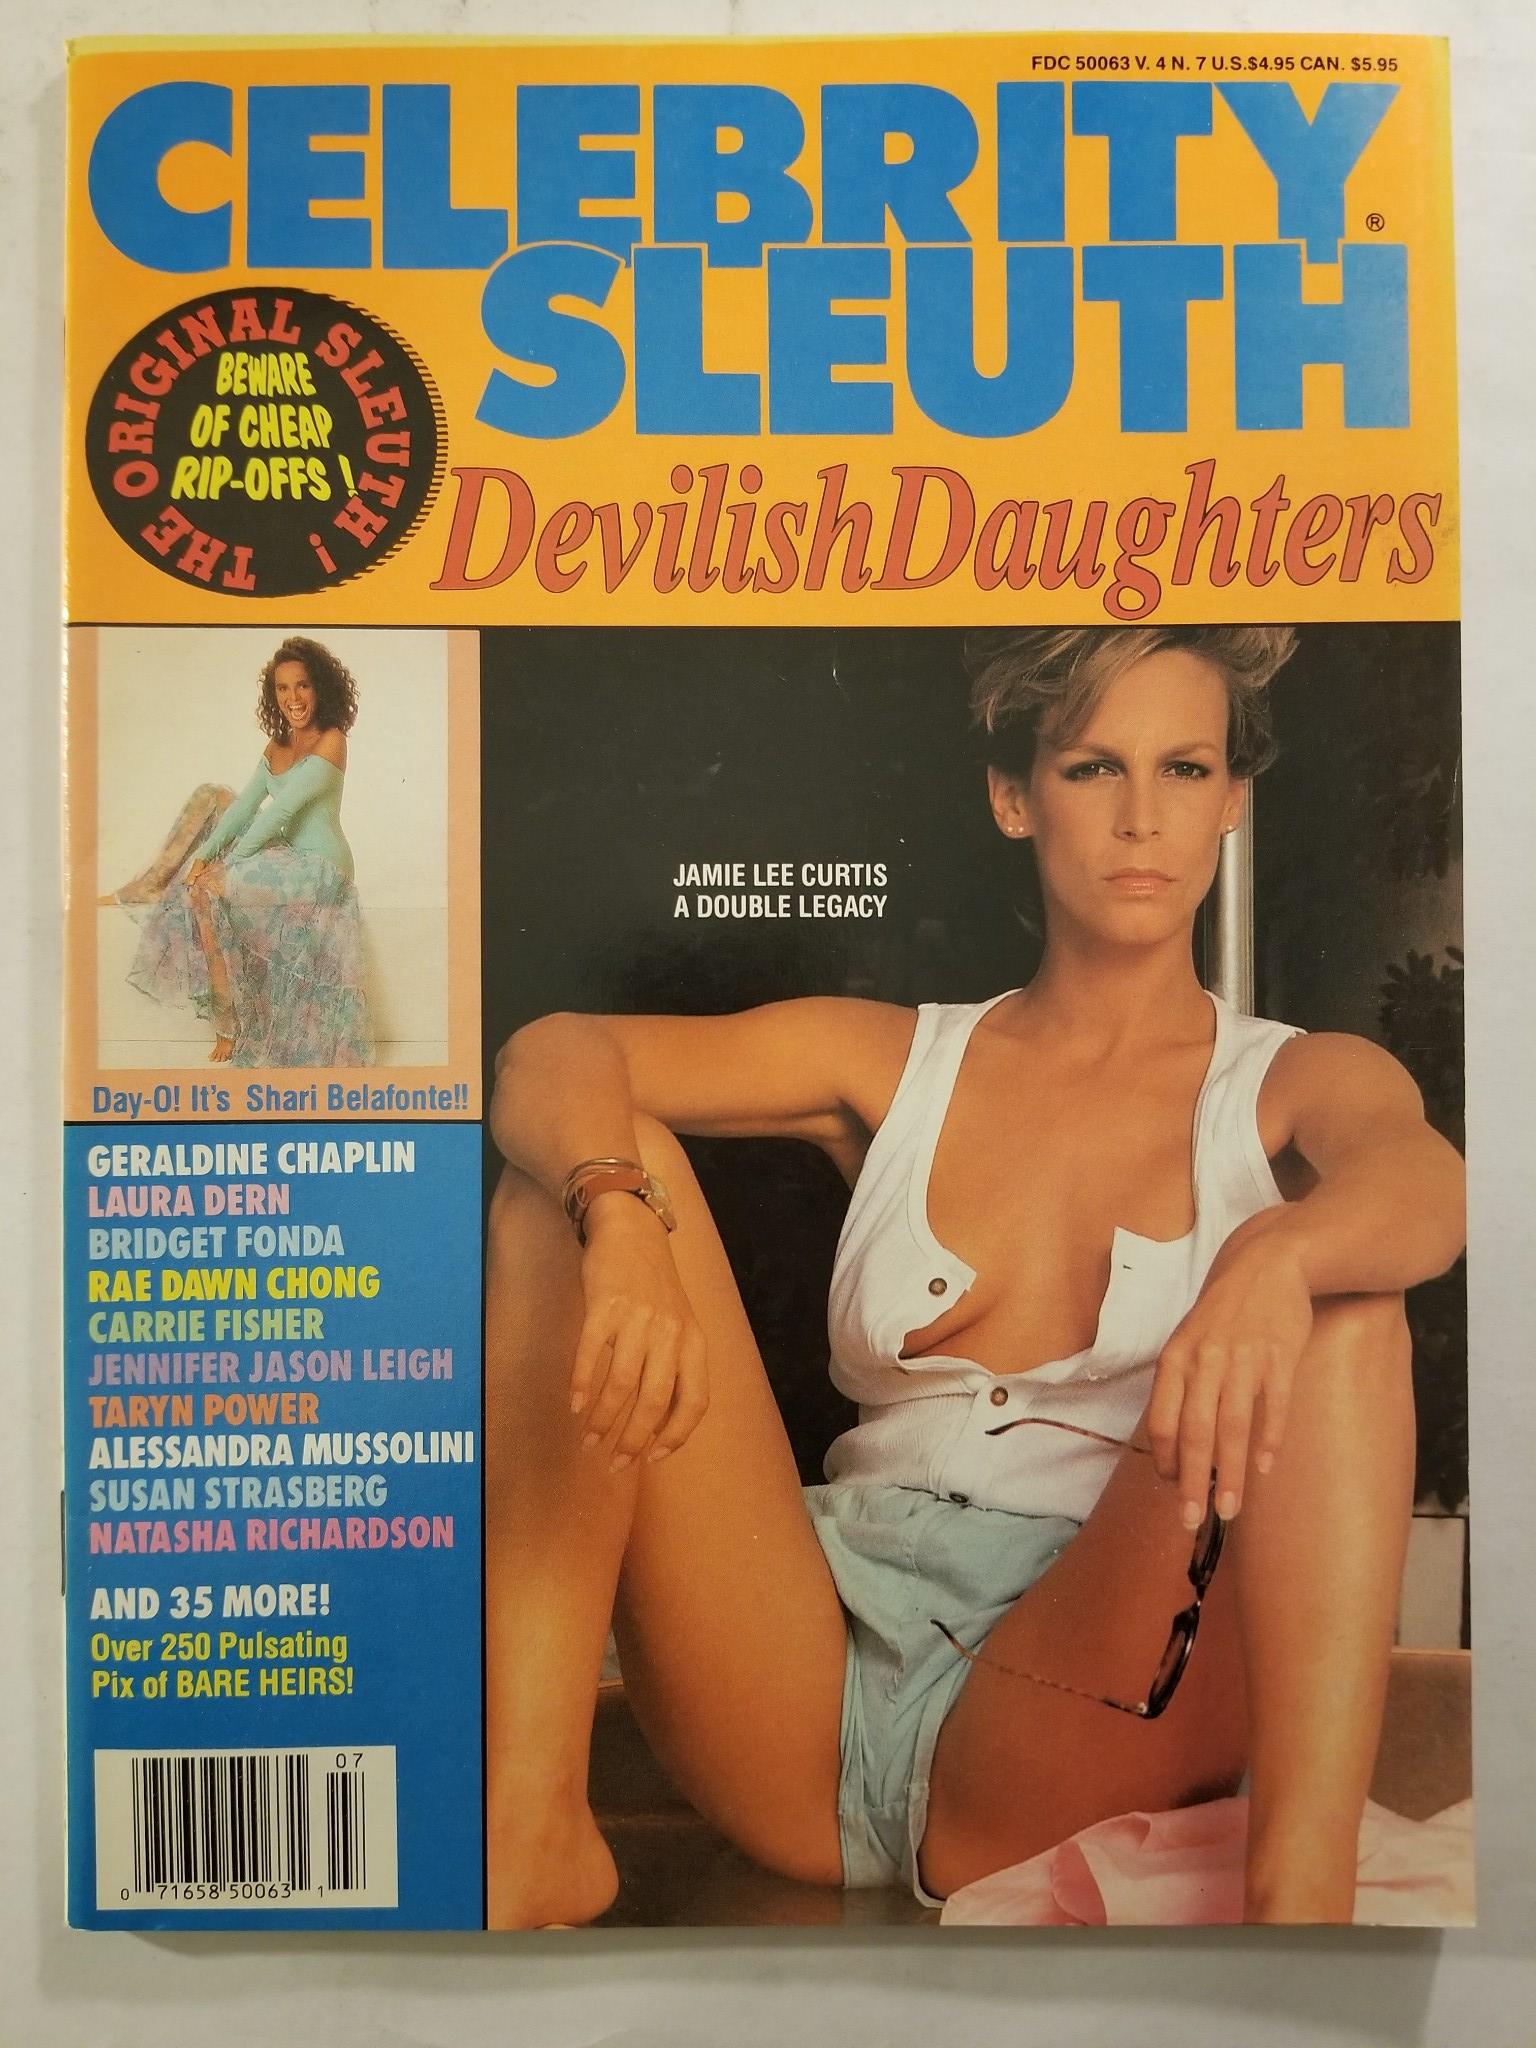 FDC 50063 V. 4 N. 7 U.S.$4.95 CAN. $5.95
CELEBRITY
SLEUTH
®
THE ORIGINAL SLEUTH!
BEWARE
OF CHEAP
RIP-OFFS!
Devilish Daughters
JAMIE LEE CURTIS
A DOUBLE LEGACY
Day-O! It's Shari Belafonte!!
GERALDINE CHAPLIN
LAURA DERN
BRIDGET FONDA
RAE DAWN CHONG
CARRIE FISHER
JENNIFER JASON LEIGH
TARYN POWER
ALESSANDRA MUSSOLINI
SUSAN STRASBERG
NATASHA RICHARDSON
AND 35 MORE!
Over 250 Pulsating
Pix of BARE HEIRS!
07
0 71658 50063 1